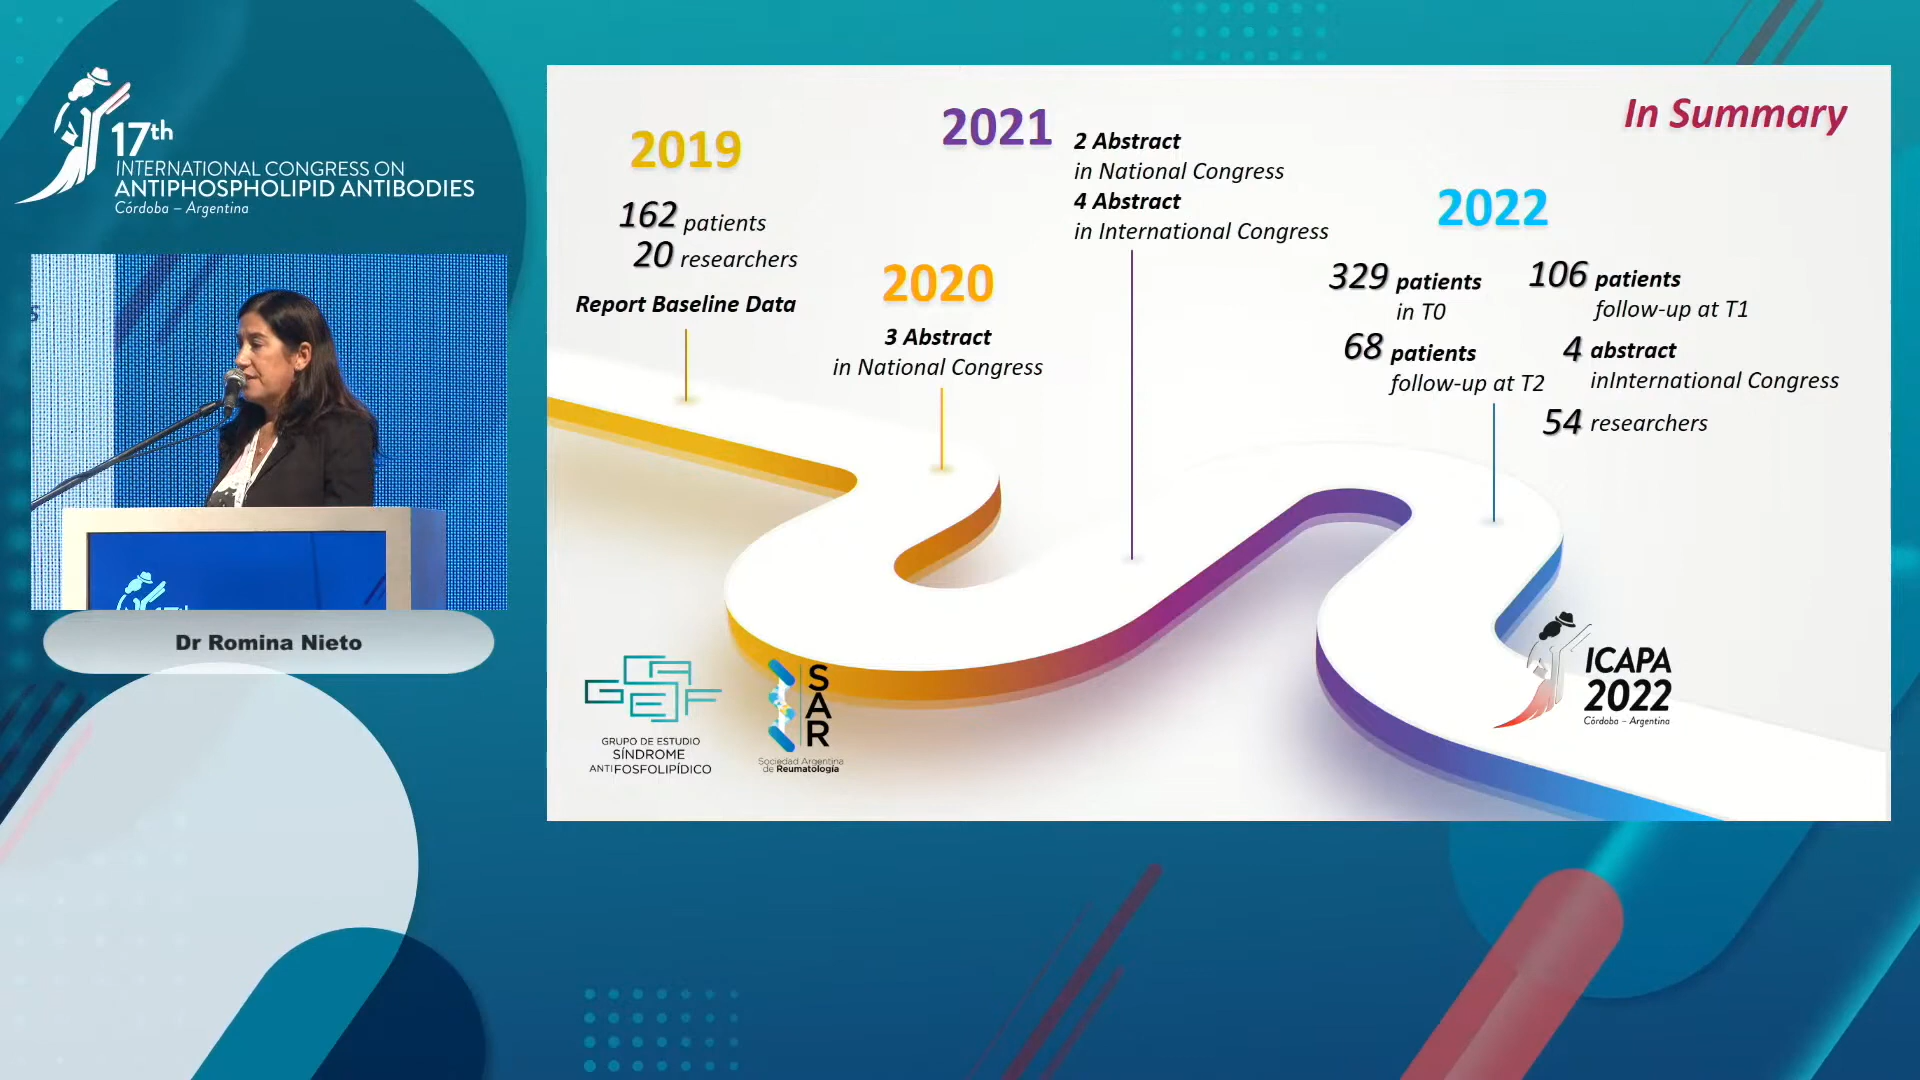 17th
INTERNATIONAL CONGRESS ON
ANTIPHOSPHOLIPID ANTIBODIES
Córdoba – Argentina
Dr Romina Nieto
In Summary
2019
162 patients
20 researchers
Report Baseline Data
2020
3 Abstract
in National Congress
2021
2 Abstract
in National Congress
4 Abstract
in International Congress
2022
329 patients
in T0
106 patients
follow-up at T1
68 patients
follow-up at T2
4 abstract
inInternational Congress
54 researchers
GESAF
GRUPO DE ESTUDIO
SÍNDROME
ANTIFOSFOLIPÍDICO
SAR
Sociedad Argentina
de Reumatología
ICAPA
2022
Córdoba – Argentina